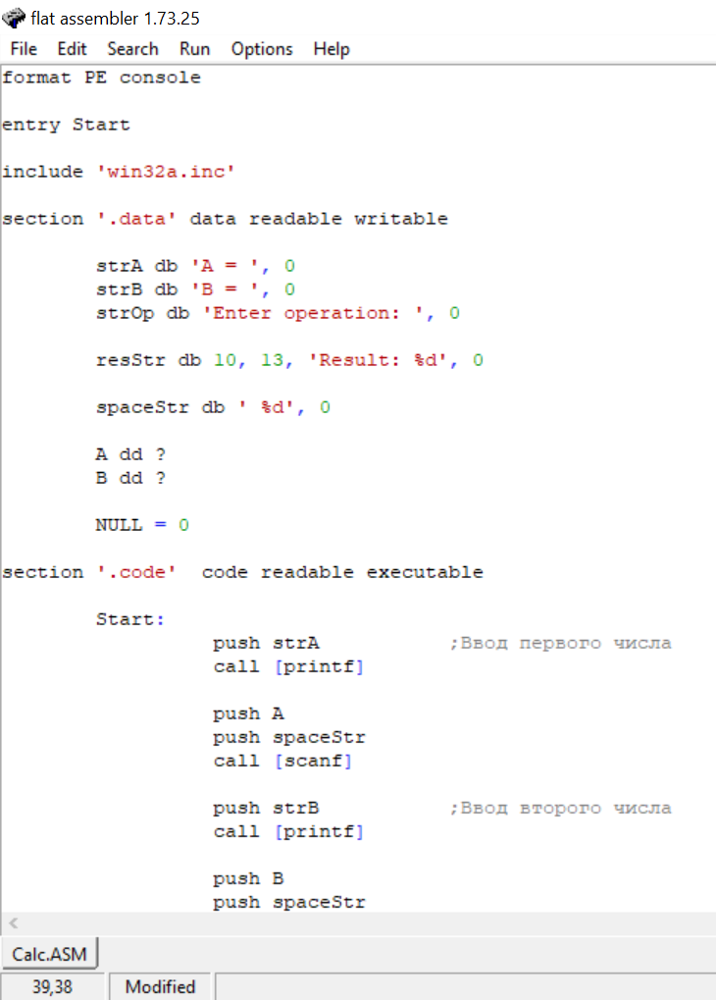 flat assembler 1.73.25
File Edit Search Run Options Help
format PE console
entry Start
include 'win32a.inc'
section '.data' data readable writable
strA db 'A = ', 0
strB db 'B = ', 0
strOp db 'Enter operation: ', 0
resStr db 10, 13, 'Result: %d', 0
spaceStr db ' %d', 0
A dd ?
B dd ?
NULL = 0
section '.code'  code readable executable
Start:
push strA ;Ввод первого числа
call [printf]
push A
push spaceStr
call [scanf]
push strB ;Ввод второго числа
call [printf]
push B
push spaceStr
Calc.ASM
39,38 Modified